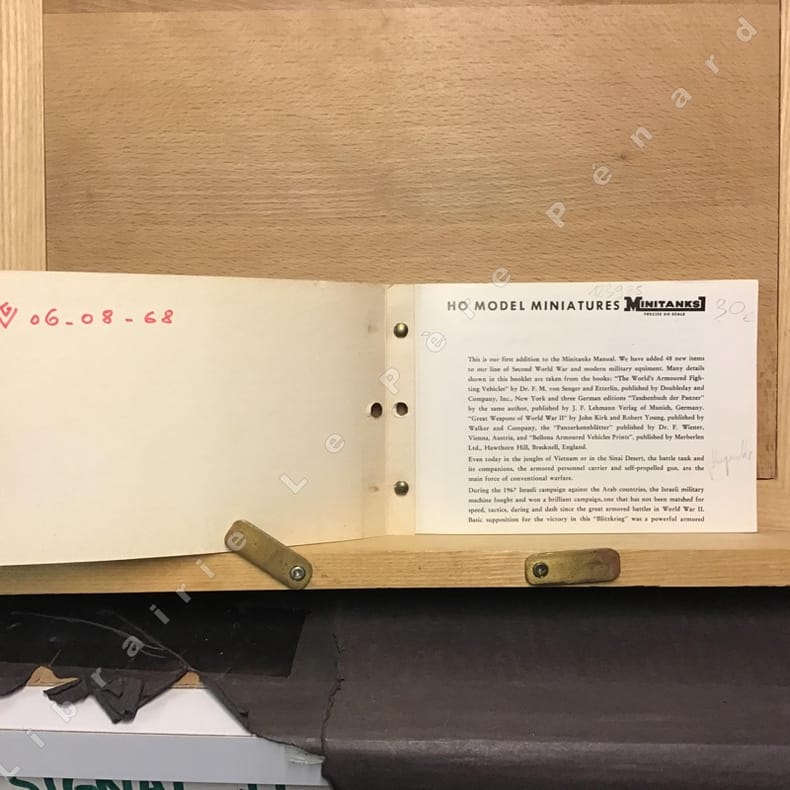 06-08-68
HO MODEL MINIATURES MINITANKS
PRECISE HO SCALE
30€
This is our first addition to the Minitanks Manual. We have added 48 new items
to our line of Second World War and modern military equiment. Many details
shown in this booklet are taken from the books: "The World's Armoured Figh-
ting Vehicles" by Dr. F. M. von Senger and Etterlin, published by Doubleday and
Company, Inc., New York and three German editions "Taschenbuch der Panzer"
by the same author, published by J. F. Lehmann Verlag of Munich, Germany.
"Great Weapons of World War II" by John Kirk and Robert Young, published by
Walker and Company, the "Panzerkennblätter" published by Dr. F. Wiener,
Vienna, Austria, and "Bellona Armoured Vehicles Prints", published by Merberlen
Ltd., Hawthorn Hill, Bracknell, England.
Even today in the jungles of Vietnam or in the Sinai Desert, the battle tank and
its companions, the armored personnel carrier and self-propelled gun, are the
main force of conventional warfare.
During the 1967 Israeli campaign against the Arab countries, the Israeli military
machine fought and won a brilliant campaign, one that has not been matched for
speed, tactics, daring and dash since the great armored battles in World War II.
Basic supposition for the victory in this "Blitzkrieg" was a powerful armored
Librairie Le Père Pénard